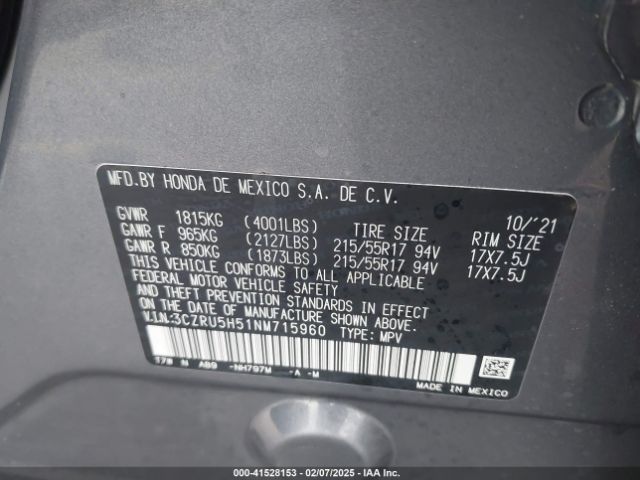 MFD.BY HONDA DE MEXICO S.A. DE C.V.
10/'21
GVWR 1815KG (4001LBS) TIRE SIZE RIM SIZE
GAWR F 965KG (2127LBS) 215/55R17 94V 17X7.5J
GAWR R 850KG (1873LBS) 215/55R17 94V 17X7.5J
THIS VEHICLE CONFORMS TO ALL APPLICABLE
FEDERAL MOTOR VEHICLE SAFETY
AND THEFT PREVENTION STANDARDS IN EFFECT
ON THE DATE OF MANUFACTURE SHOWN ABOVE.
V.I.N:3CZRU5H51NM715960 TYPE: MPV
-NH797M -A -M
MADE IN MEXICO
000-41528153 — 02/07/2025 — IAA Inc.